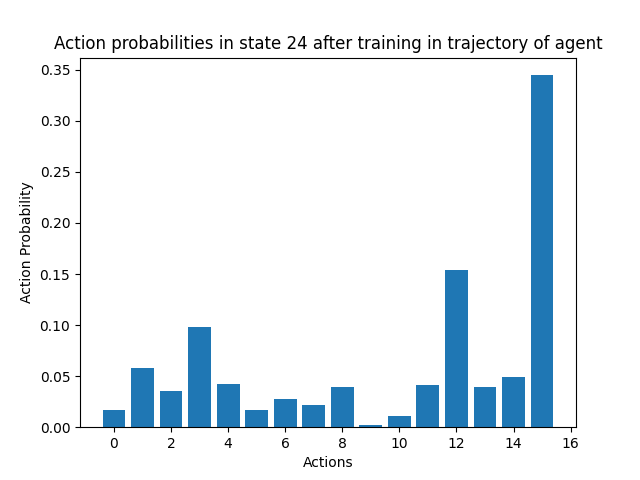 Action probabilities in state 24 after training in trajectory of agent
0.35
0.30
0.25
0.20
0.15
0.10
0.05
0.00
Action Probability
0 2 4 6 8 10 12 14 16
Actions